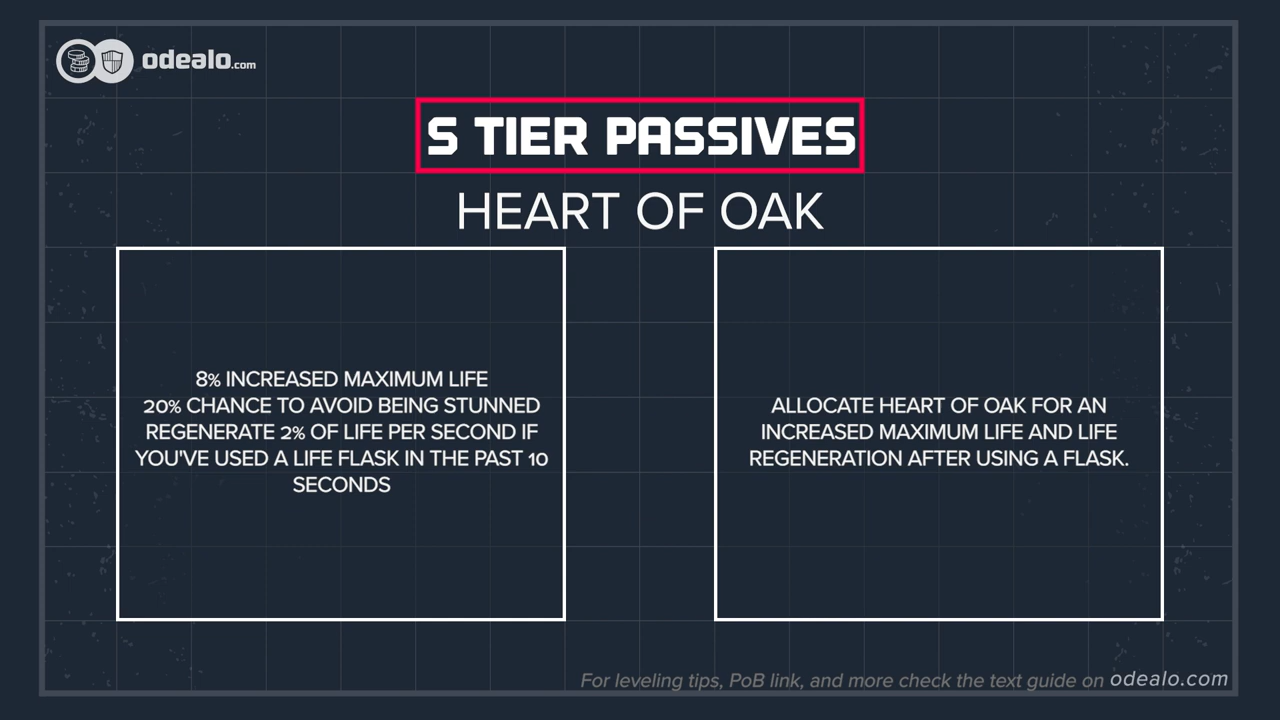 odealo.com
S TIER PASSIVES
HEART OF OAK
8% INCREASED MAXIMUM LIFE
20% CHANCE TO AVOID BEING STUNNED
REGENERATE 2% OF LIFE PER SECOND IF
YOU'VE USED A LIFE FLASK IN THE PAST 10
SECONDS
ALLOCATE HEART OF OAK FOR AN
INCREASED MAXIMUM LIFE AND LIFE
REGENERATION AFTER USING A FLASK.
For leveling tips, PoB link, and more check the text guide on odealo.com